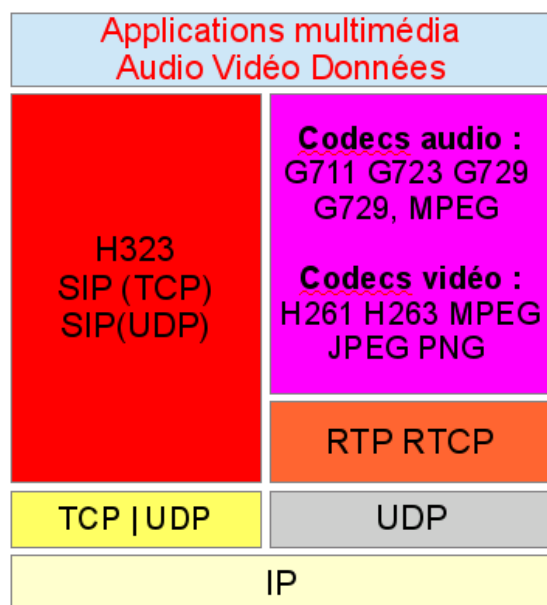 Applications multimédia
Audio Vidéo Données
H323
SIP (TCP)
SIP(UDP)
Codecs audio :
G711 G723 G729
G729, MPEG
Codecs vidéo :
H261 H263 MPEG
JPEG PNG
RTP RTCP
TCP | UDP
UDP
IP